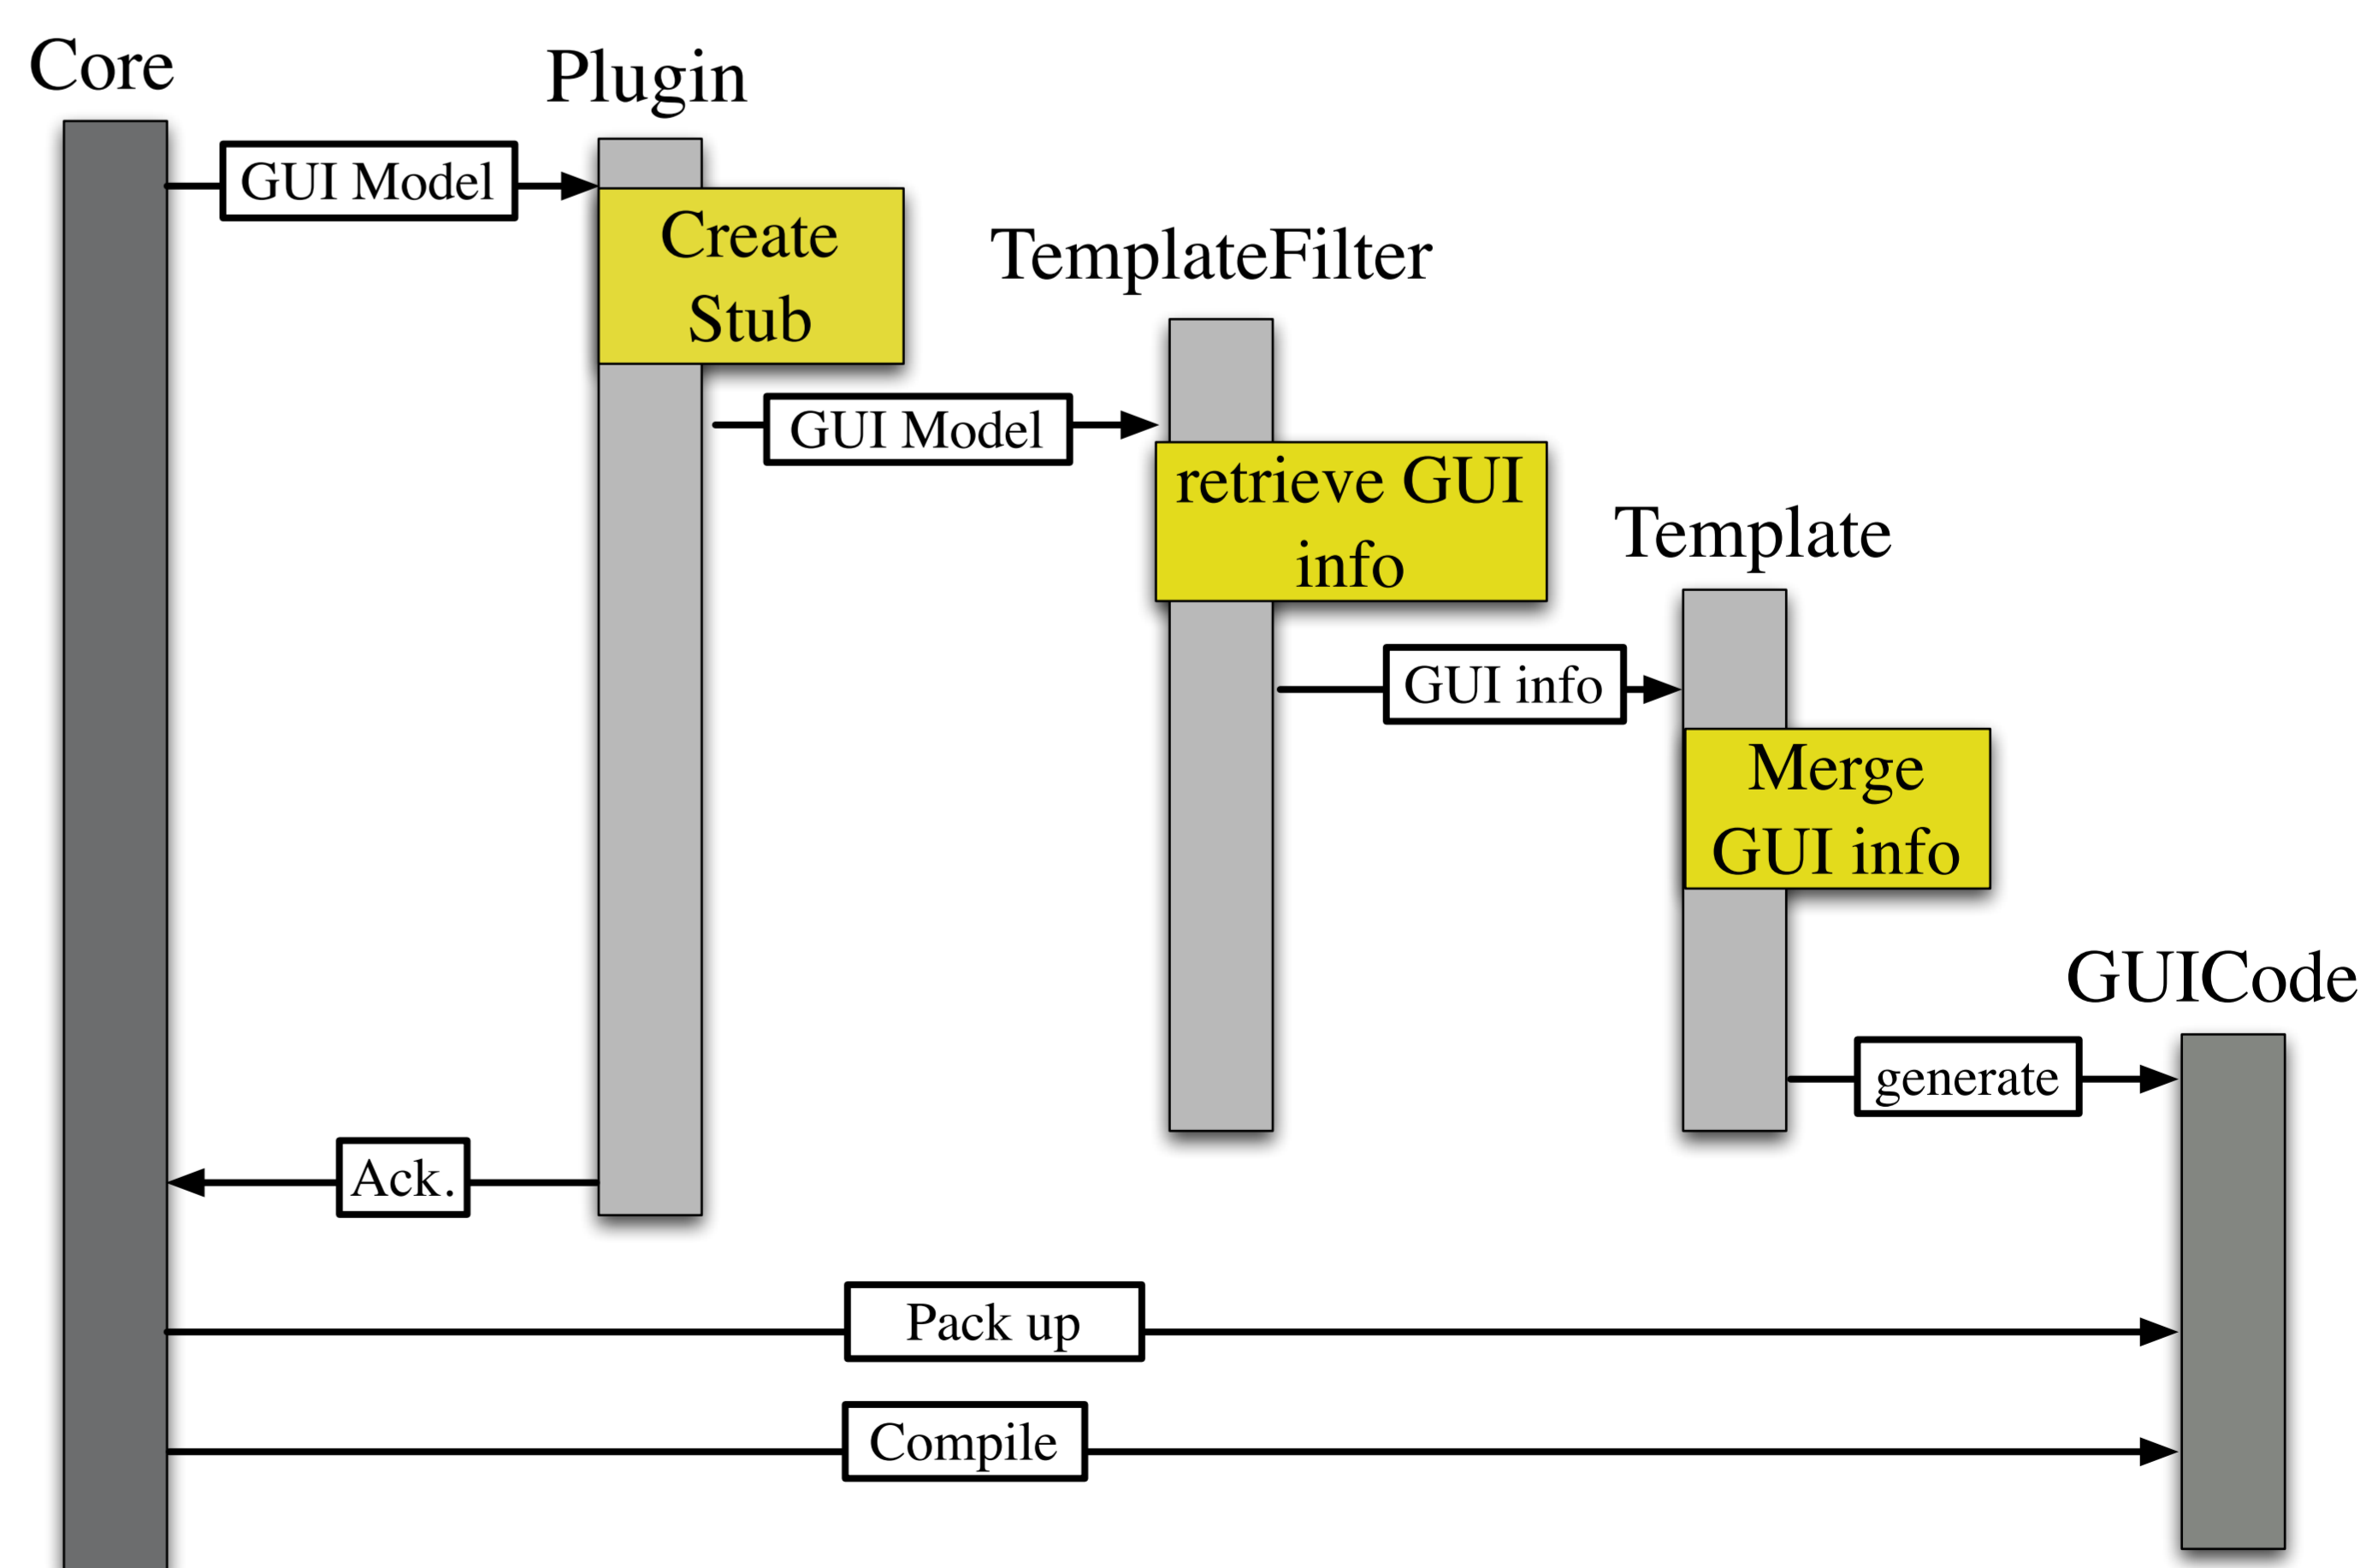 Core
Plugin
GUI Model
Create
Stub
TemplateFilter
GUI Model
retrieve GUI
info
Template
GUI info
Merge
GUI info
GUICode
generate
Ack.
Pack up
Compile